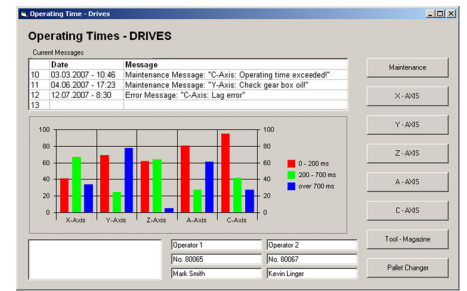 Operating Time - Drives
Operating Times - DRIVES
Current Messages
Date Message
10 03.03.2007 - 10:46 Maintenance Message: "C-Axis: Operating time exceeded!"
11 04.06.2007 - 17:23 Maintenance Message: "Y-Axis: Check gear box oil!"
12 12.07.2007 - 8:30 Error Message: "C-Axis: Lag error"
13
100 100
80 80
60 60
40 40
20 20
0 0
X-Axis Y-Axis Z-Axis A-Axis C-Axis
0 - 200 ms
200 - 700 ms
over 700 ms
Operator 1 Operator 2
No. 80065 No. 80067
Mark Smith Kevin Linger
Maintenance
X - AXIS
Y - AXIS
Z - AXIS
A - AXIS
C - AXIS
Tool - Magazine
Pallet Changer